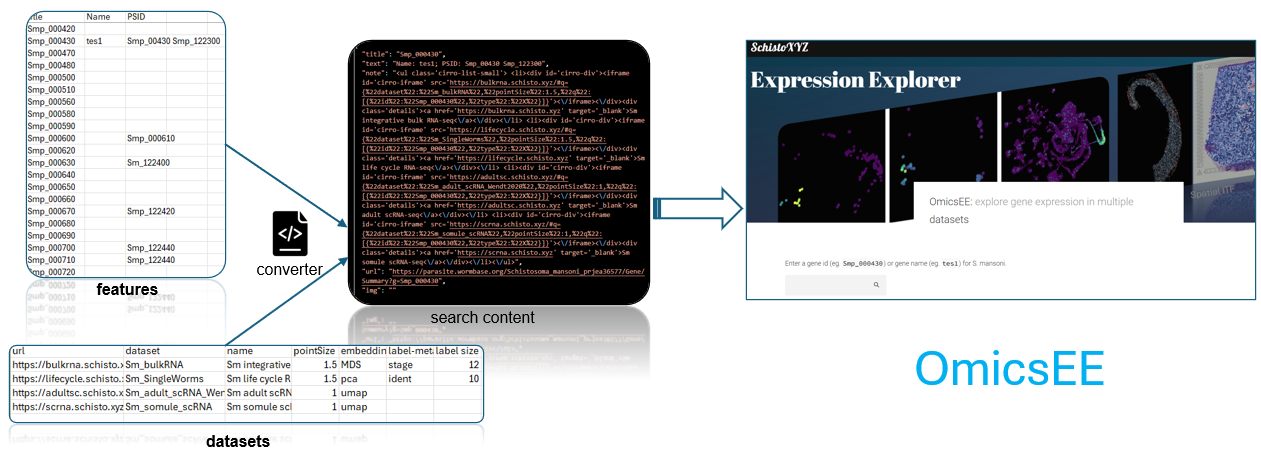 itle Name PSID
Smp_000420
Smp_000430 tes1 Smp_00430 Smp_122300
Smp_000470
Smp_000480
Smp_000500
Smp_000510
Smp_000560
Smp_000580
Smp_000590
Smp_000600 Smp_000610
Smp_000620
Smp_000630 Sm_122400
Smp_000640
Smp_000650
Smp_000660
Smp_000670 Smp_122420
Smp_000680
Smp_000690
Smp_000700 Smp_122440
Smp_000710 Smp_122440
Smp_000720
features
converter
"title": "Smp_000430",
"text": "Name: tes1; PSID: Smp_00430 Smp_122300",
"note": "<ul class='cirro-list-small'> <li><div id='cirro-div'><iframe
id='cirro-iframe' src='https://bulkrna.schisto.xyz/#q=
{%22dataset%22:%22Sm_bulkRNA%22,%22pointSize%22:1.5,%22q%22:
[{%22id%22:%22Smp_000430%22,%22type%22:%22X%22}]}'><\/iframe><\/div><div
class='details'><a href='https://bulkrna.schisto.xyz' target='_blank'>Sm
integrative bulk RNA-seq<\/a><\/div><\/li> <li><div id='cirro-div'><iframe
id='cirro-iframe' src='https://lifecycle.schisto.xyz/#q=
{%22dataset%22:%22Sm_SingleWorms%22,%22pointSize%22:1.5,%22q%22:
[{%22id%22:%22Smp_000430%22,%22type%22:%22X%22}]}'><\/iframe><\/div><div
class='details'><a href='https://lifecycle.schisto.xyz' target='_blank'>Sm
life cycle RNA-seq<\/a><\/div><\/li> <li><div id='cirro-div'><iframe
id='cirro-iframe' src='https://adultsc.schisto.xyz/#q=
{%22dataset%22:%22Sm_adult_scRNA_Wendt2020%22,%22pointSize%22:1,%22q%22:
[{%22id%22:%22Smp_000430%22,%22type%22:%22X%22}]}'><\/iframe><\/div><div
class='details'><a href='https://adultsc.schisto.xyz' target='_blank'>Sm
adult scRNA-seq<\/a><\/div><\/li> <li><div id='cirro-div'><iframe
id='cirro-iframe' src='https://scrna.schisto.xyz/#q=
{%22dataset%22:%22Sm_somule_scRNA%22,%22pointSize%22:1,%22q%22:
[{%22id%22:%22Smp_000430%22,%22type%22:%22X%22}]}'><\/iframe><\/div><div
class='details'><a href='https://scrna.schisto.xyz' target='_blank'>Sm
somule scRNA-seq<\/a><\/div><\/li><\/ul>",
"url": "https://parasite.wormbase.org/Schistosoma_mansoni_prjea36577/Gene/
Summary?g=Smp_000430",
"img": ""
search content
SchistoXYZ
Expression Explorer
Spatial ITE
OmicsEE: explore gene expression in multiple
datasets
Enter a gene id (eg. Smp_000430) or gene name (eg. tes1) for S. mansoni.
OmicsEE
url dataset name pointSize embeddin label-meta label size
https://bulkrna.schisto.x Sm_bulkRNA Sm integrative 1.5 MDS stage 12
https://lifecycle.schisto. Sm_SingleWorms Sm life cycle R 1.5 pca ident 10
https://adultsc.schisto.x Sm_adult_scRNA_Wen Sm adult scRN 1 umap
https://scrna.schisto.xyz Sm_somule_scRNA Sm somule scl 1 umap
datasets